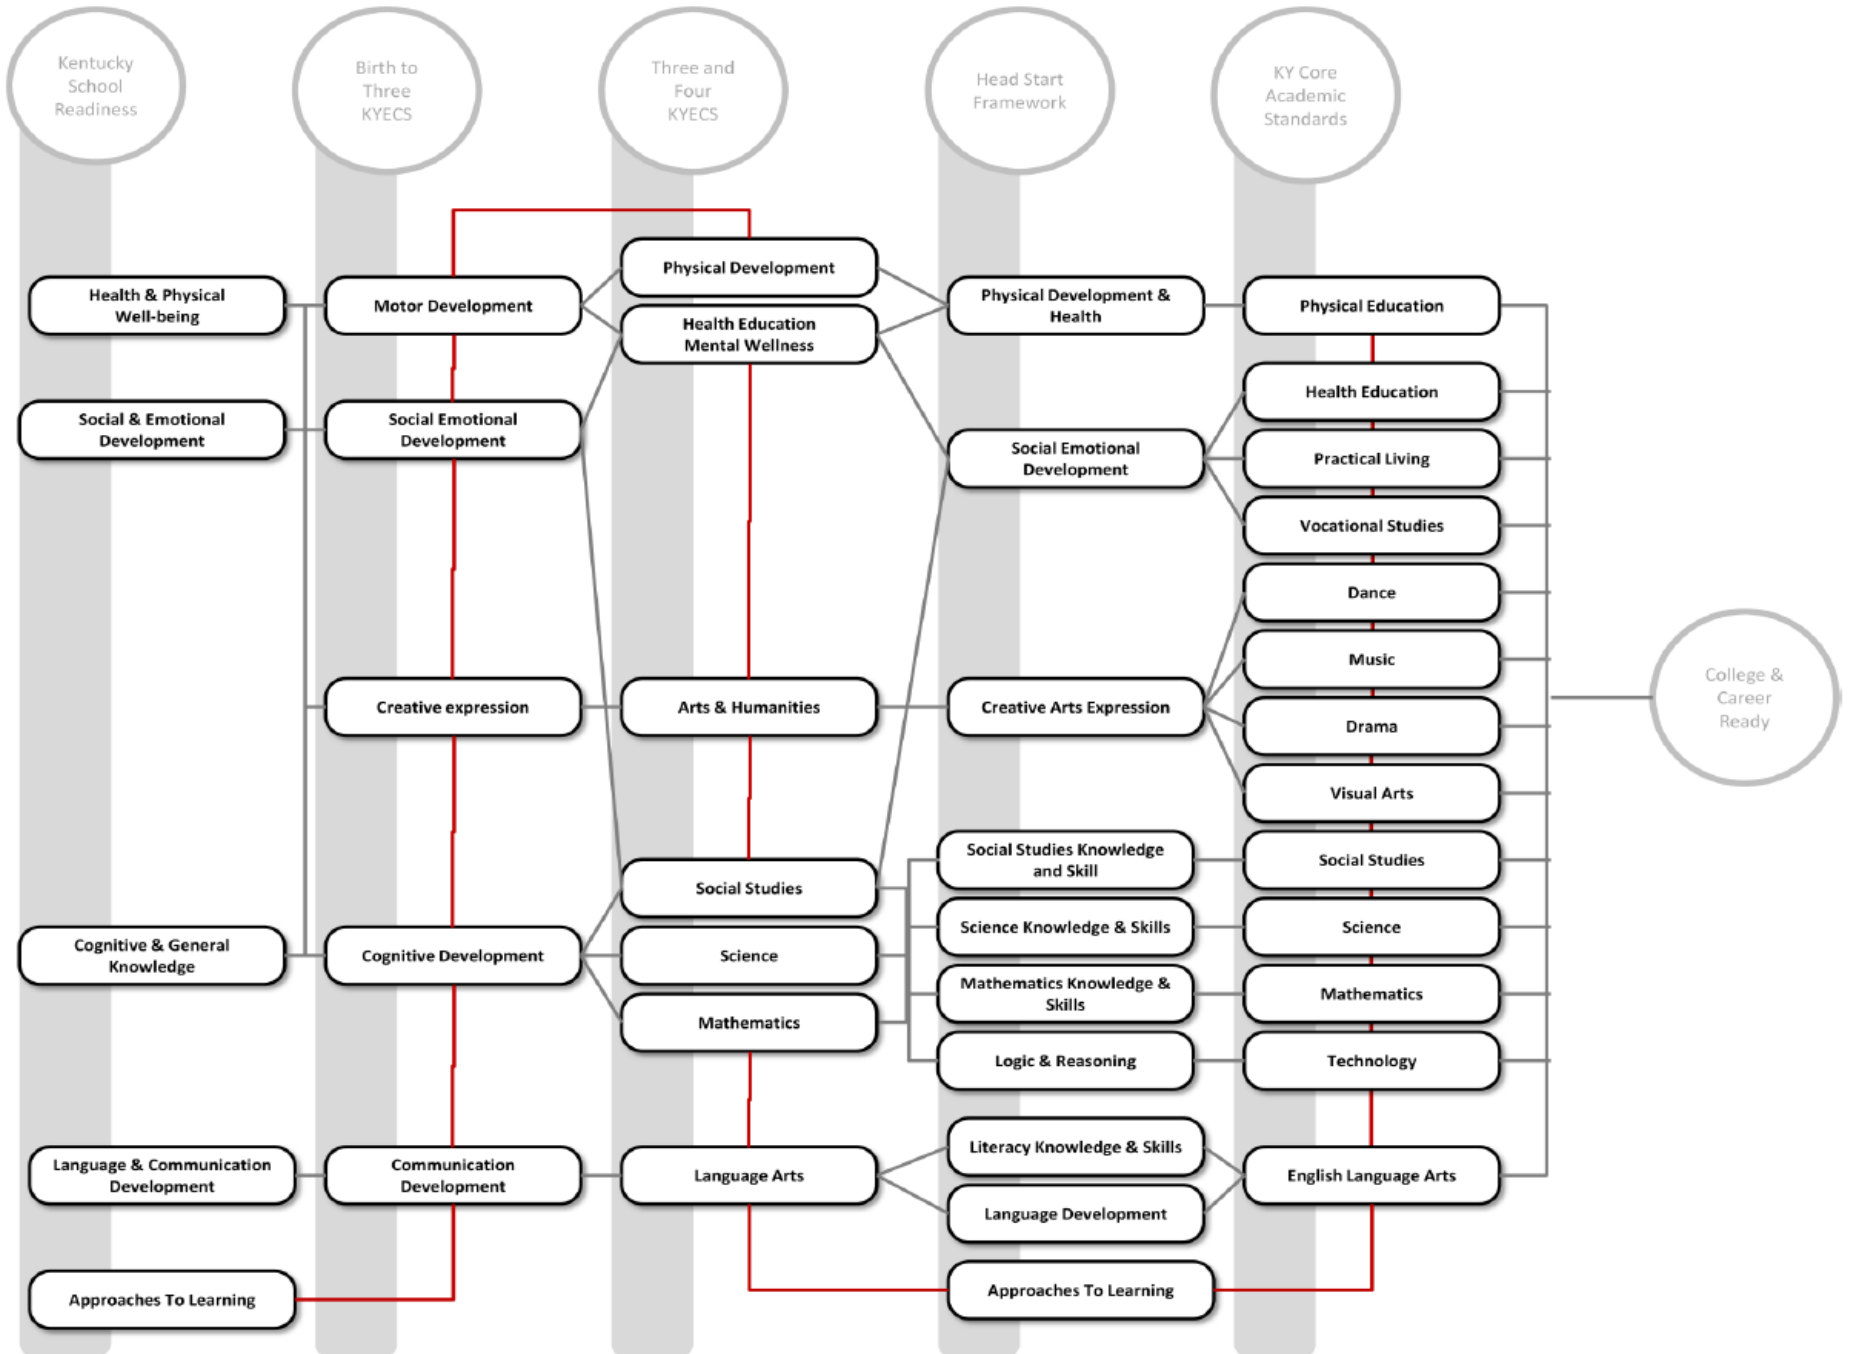 Kentucky
School
Readiness
Birth to
Three
KYECS
Three and
Four
KYECS
Head Start
Framework
KY Core
Academic
Standards
Health & Physical
Well-being
Social & Emotional
Development
Cognitive & General
Knowledge
Language & Communication
Development
Approaches To Learning
Motor Development
Social Emotional
Development
Creative expression
Cognitive Development
Communication
Development
Physical Development
Health Education
Mental Wellness
Arts & Humanities
Social Studies
Science
Mathematics
Language Arts
Physical Development &
Health
Social Emotional
Development
Creative Arts Expression
Social Studies Knowledge
and Skill
Science Knowledge & Skills
Mathematics Knowledge &
Skills
Logic & Reasoning
Literacy Knowledge & Skills
Language Development
Approaches To Learning
Physical Education
Health Education
Practical Living
Vocational Studies
Dance
Music
Drama
Visual Arts
Social Studies
Science
Mathematics
Technology
English Language Arts
College &
Career
Ready